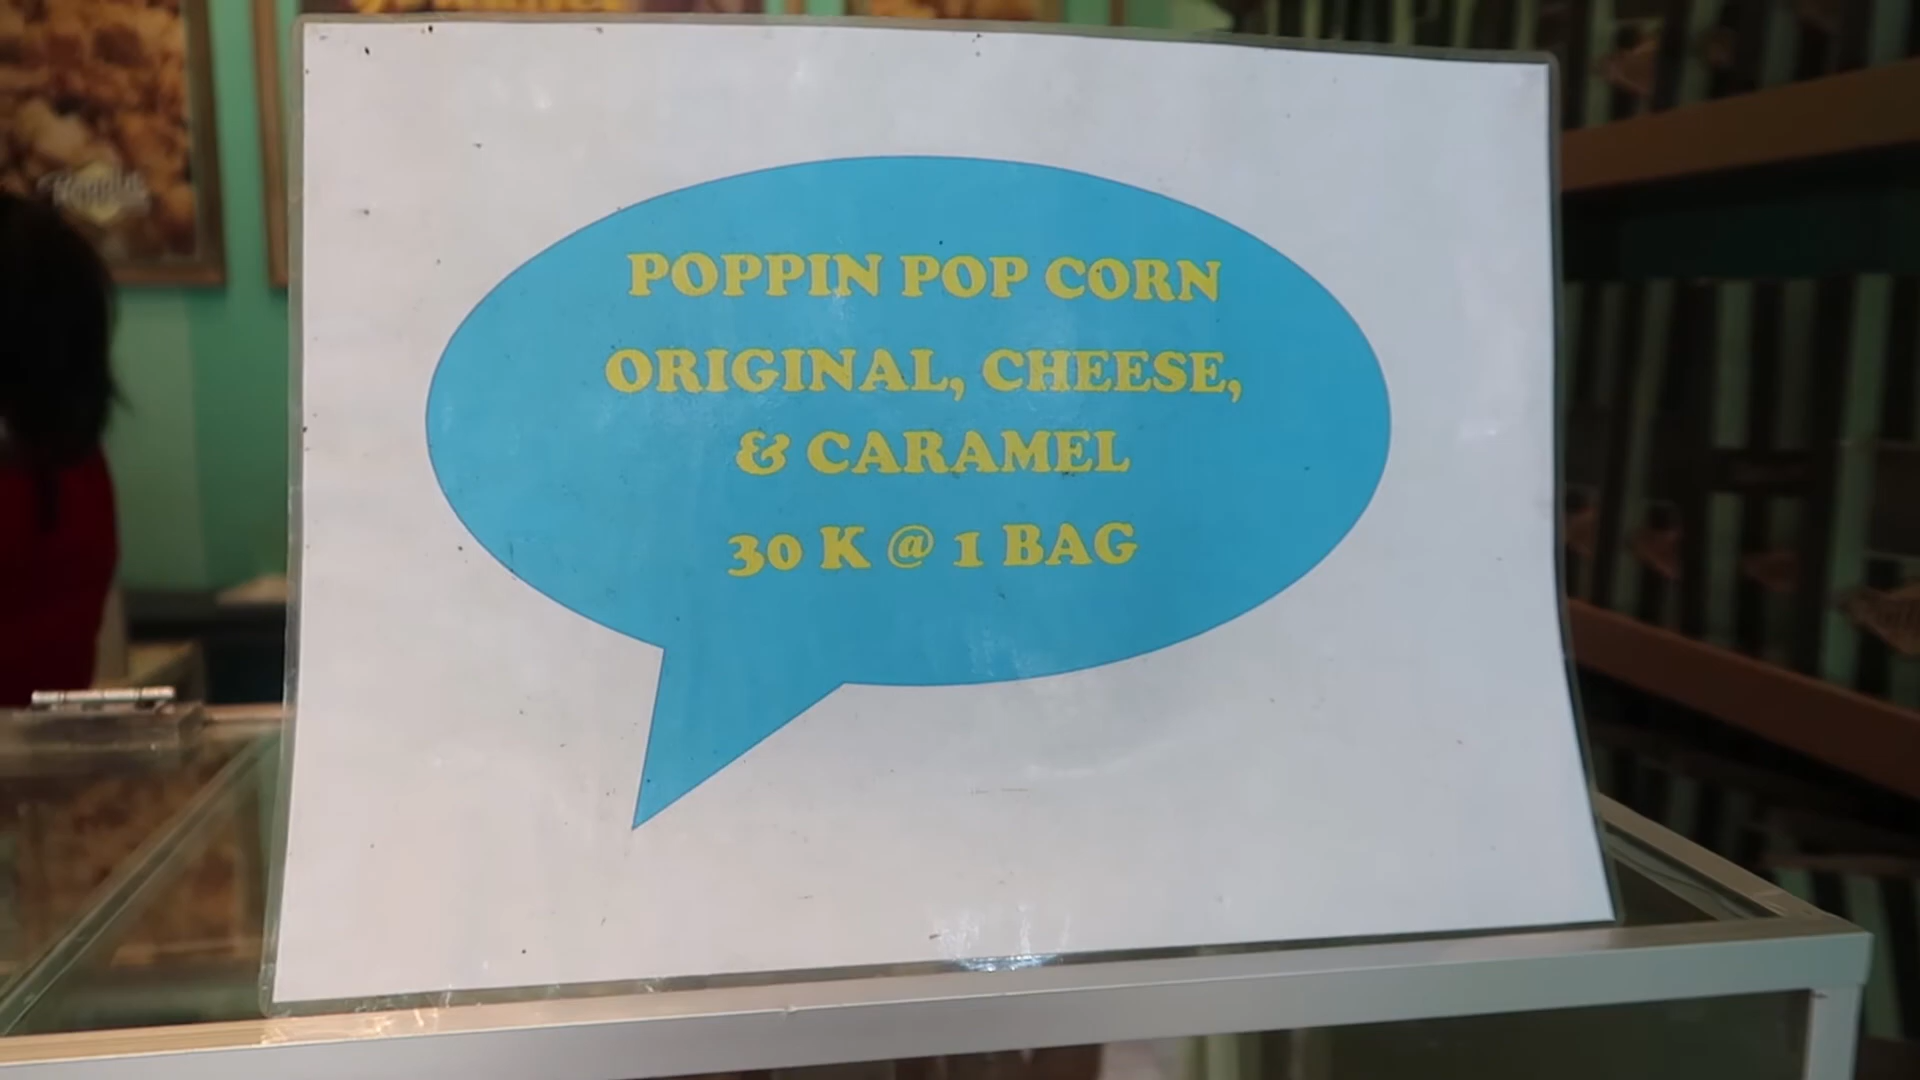 POPPIN POP CORN
ORIGINAL, CHEESE,
& CARAMEL
30 K @ 1 BAG